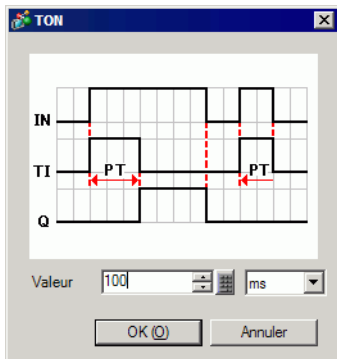 TON
IN
TI PT PT
Q
Valeur 100 ms
OK (O) Annuler